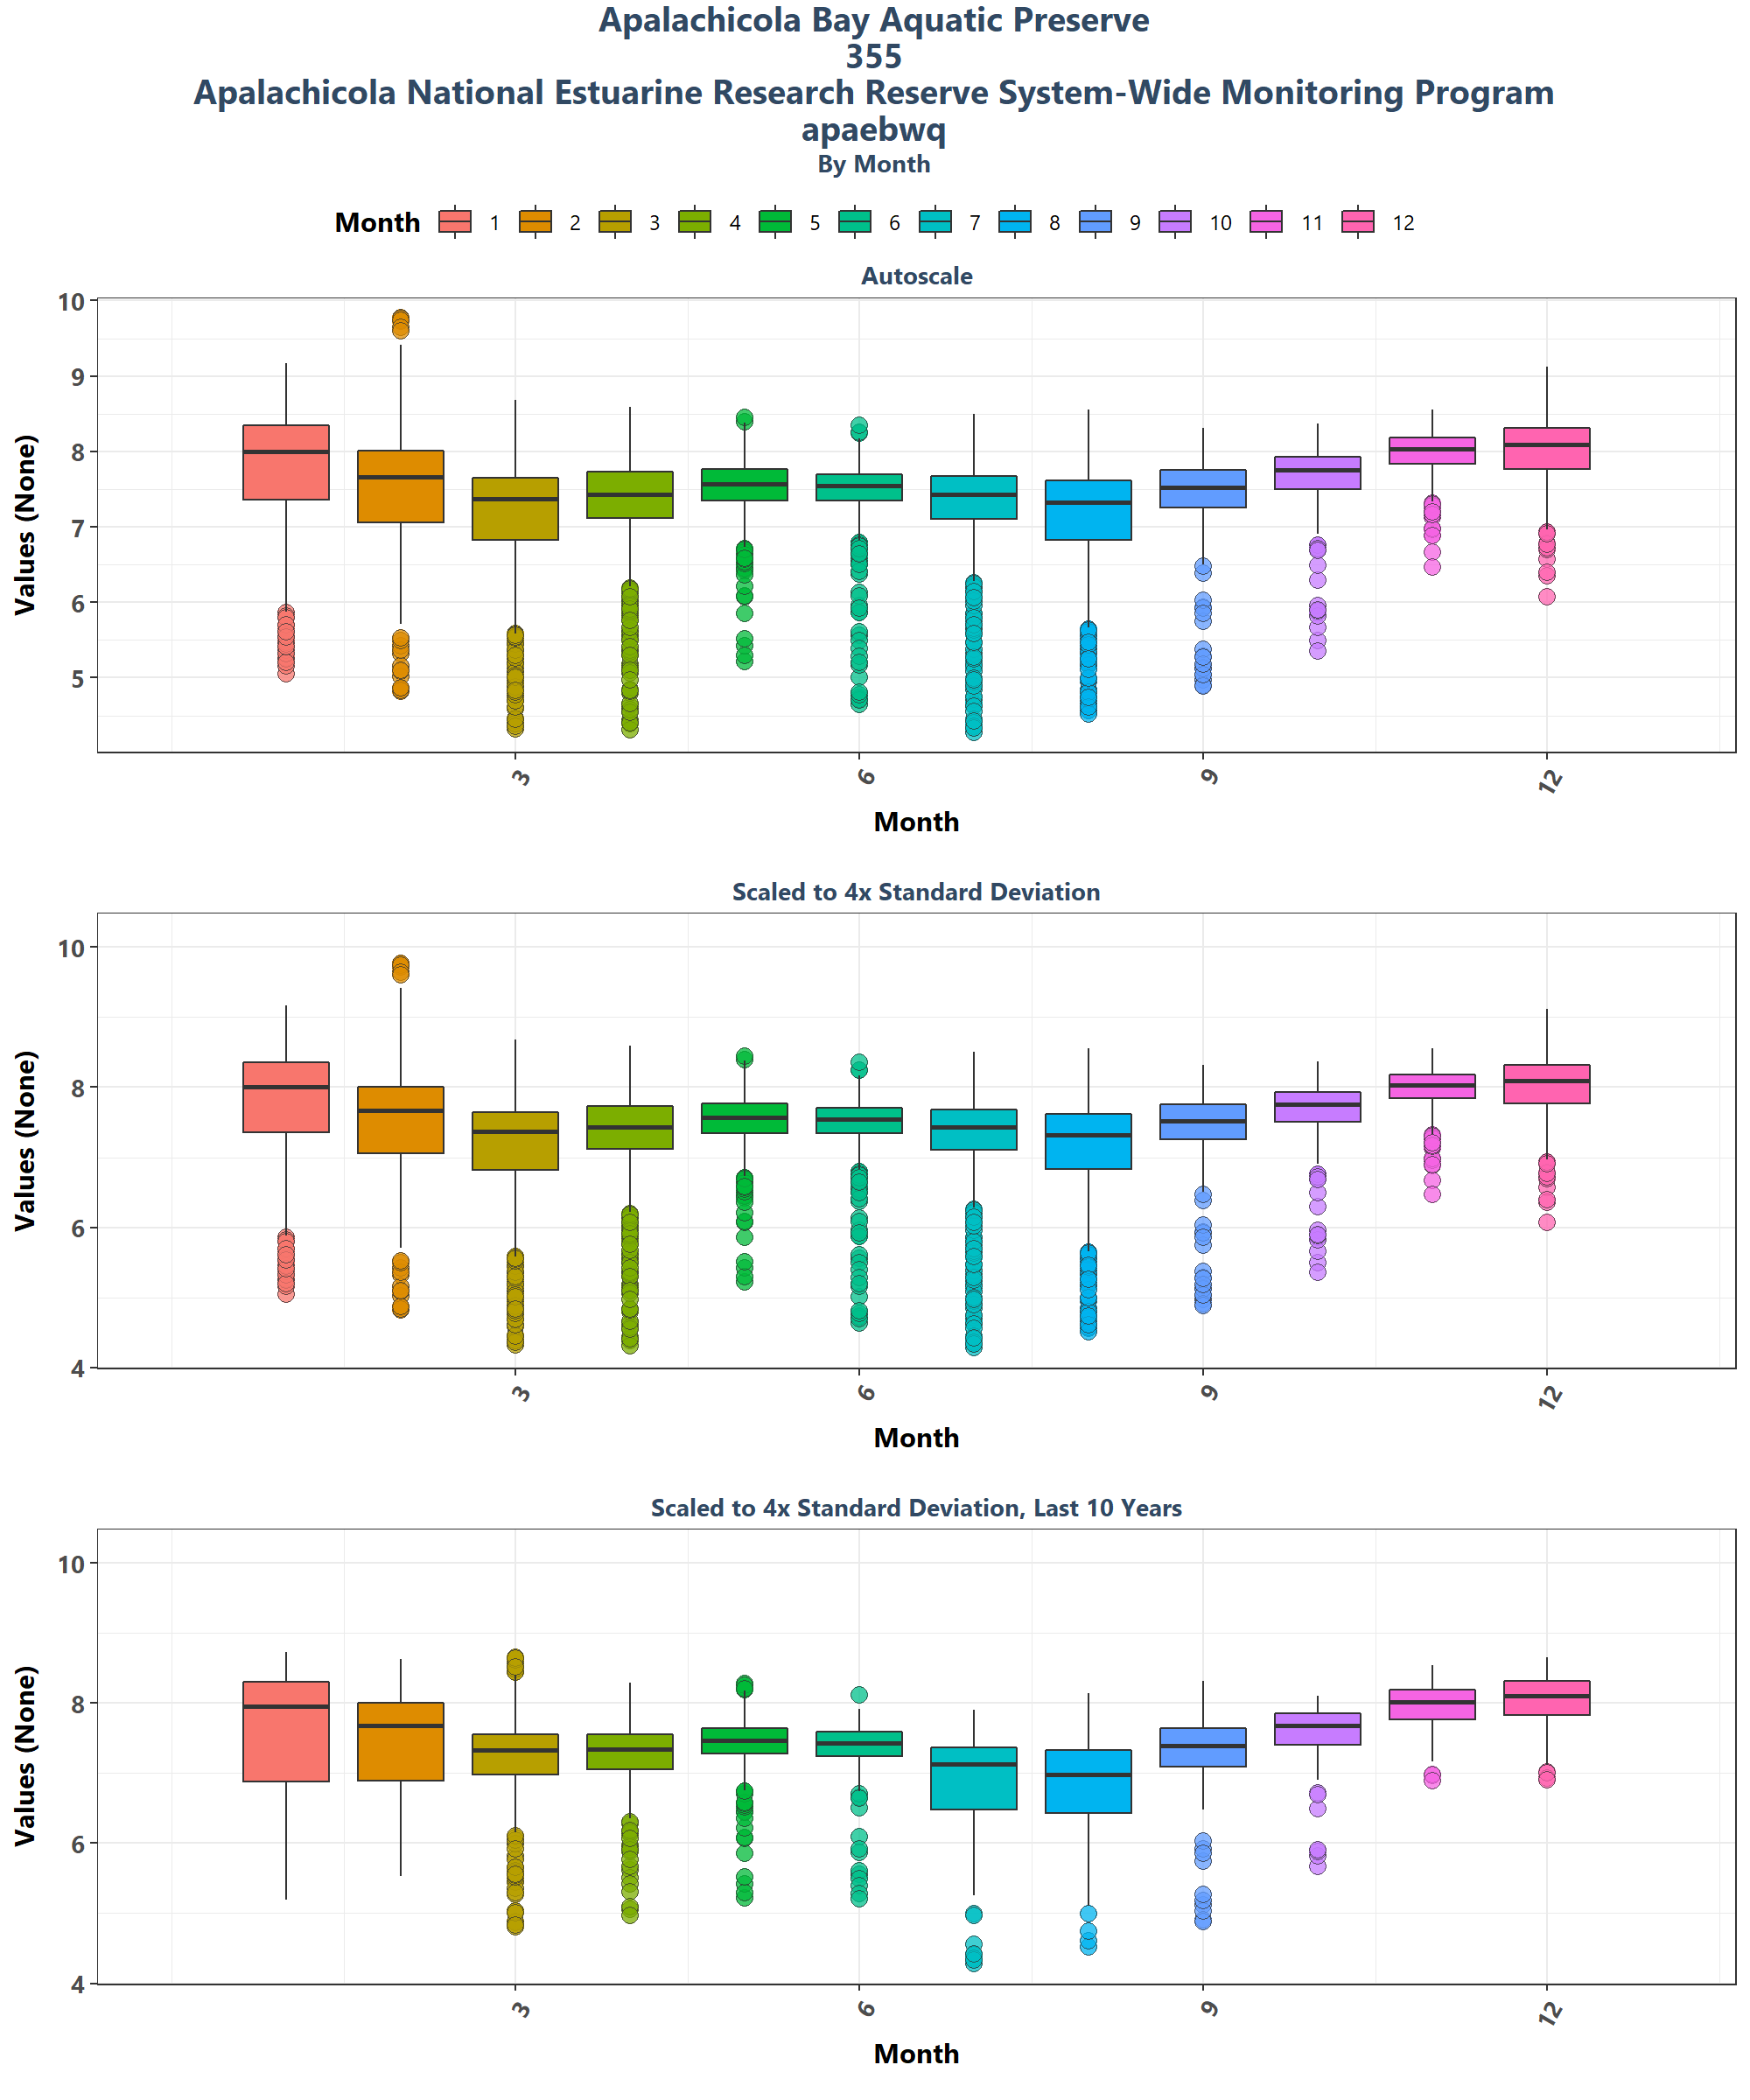 Apalachicola Bay Aquatic Preserve
355
Apalachicola National Estuarine Research Reserve System-Wide Monitoring Program
apaebwq
By Month
Month 1 2 3 4 5 6 7 8 9 10 11 12
Autoscale
Values (None)
10
9
8
7
6
5
3 6 9 12
Month
Scaled to 4x Standard Deviation
Values (None)
10
8
6
4
3 6 9 12
Month
Scaled to 4x Standard Deviation, Last 10 Years
Values (None)
10
8
6
4
3 6 9 12
Month